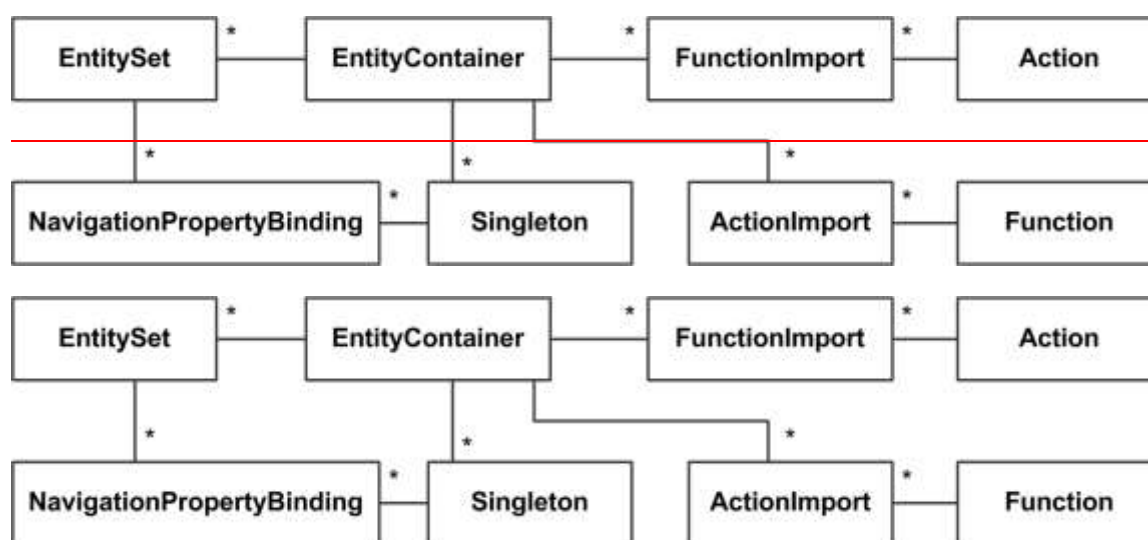 * * *
EntitySet EntityContainer FunctionImport Action
* * *
* *
NavigationPropertyBinding Singleton ActionImport Function
* * *
EntitySet EntityContainer FunctionImport Action
* * *
* *
NavigationPropertyBinding Singleton ActionImport Function